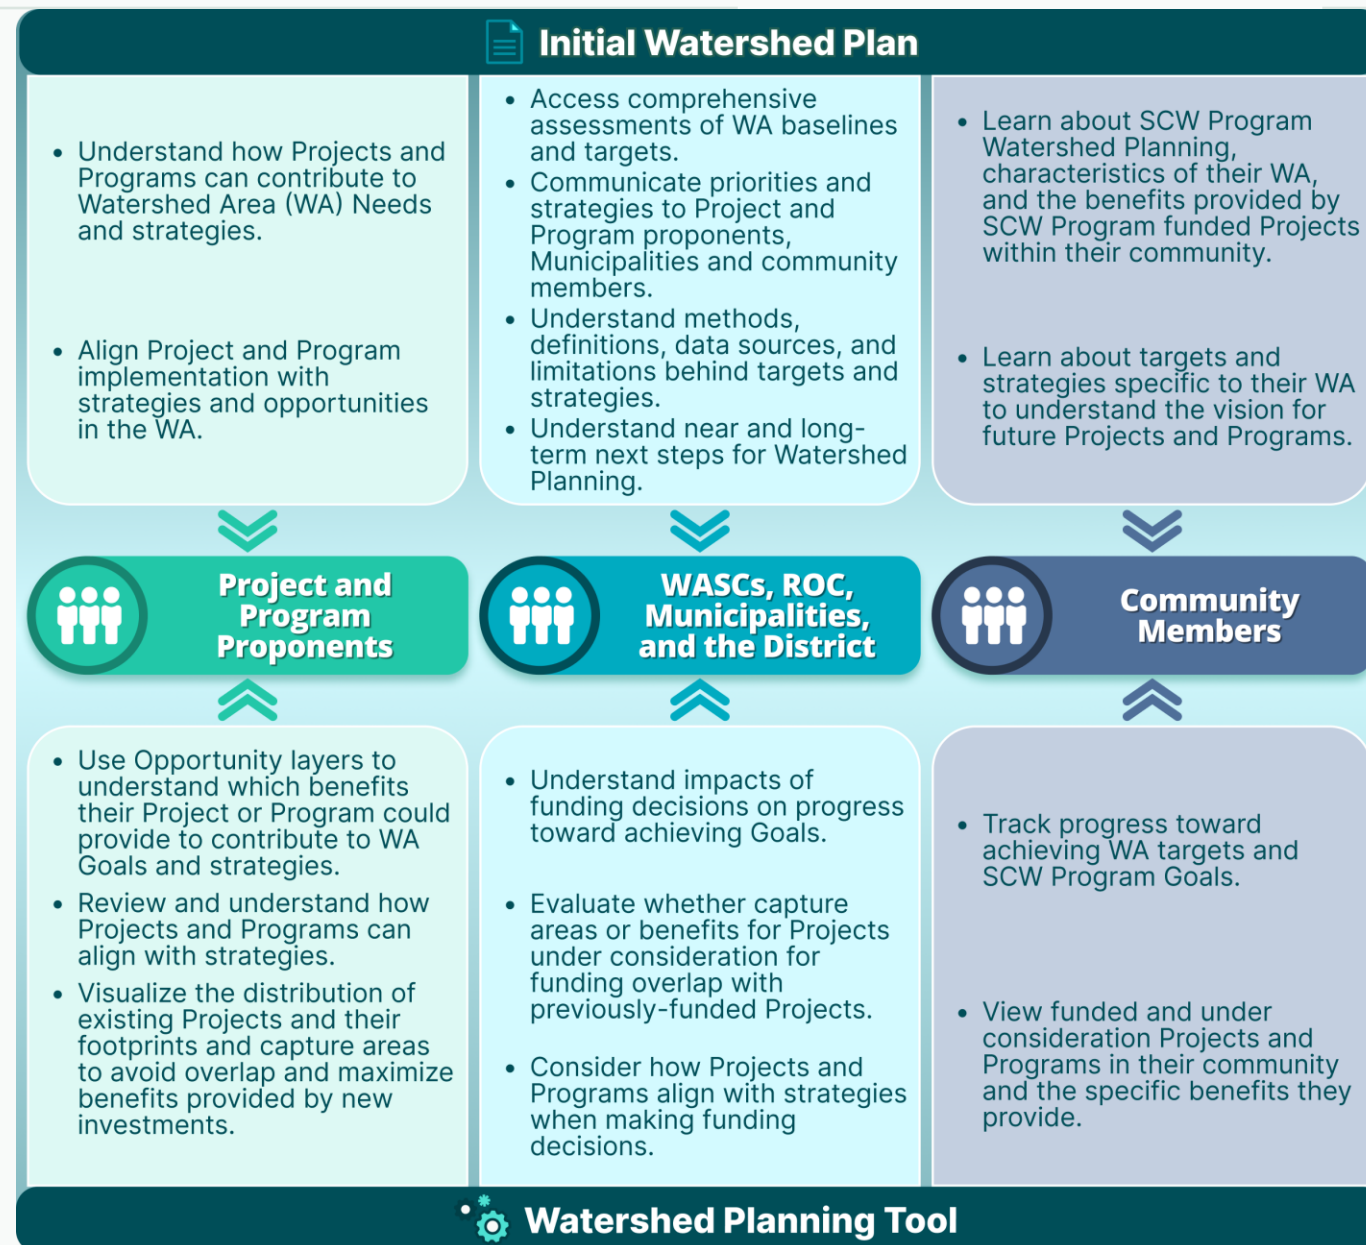 Initial Watershed Plan
• Understand how Projects and
Programs can contribute to
Watershed Area (WA) Needs
and strategies.
• Align Project and Program
implementation with
strategies and opportunities
in the WA.
• Access comprehensive
assessments of WA baselines
and targets.
• Communicate priorities and
strategies to Project and
Program proponents,
Municipalities and community
members.
• Understand methods,
definitions, data sources, and
limitations behind targets and
strategies.
• Understand near and long-
term next steps for Watershed
Planning.
• Learn about SCW Program
Watershed Planning,
characteristics of their WA,
and the benefits provided by
SCW Program funded Projects
within their community.
• Learn about targets and
strategies specific to their WA
to understand the vision for
future Projects and Programs.
Project and
Program
Proponents
WASCs, ROC,
Municipalities,
and the District
Community
Members
• Use Opportunity layers to
understand which benefits
their Project or Program could
provide to contribute to WA
Goals and strategies.
• Review and understand how
Projects and Programs can
align with strategies.
• Visualize the distribution of
existing Projects and their
footprints and capture areas
to avoid overlap and maximize
benefits provided by new
investments.
• Understand impacts of
funding decisions on progress
toward achieving Goals.
• Evaluate whether capture
areas or benefits for Projects
under consideration for
funding overlap with
previously-funded Projects.
• Consider how Projects and
Programs align with strategies
when making funding
decisions.
• Track progress toward
achieving WA targets and
SCW Program Goals.
• View funded and under
consideration Projects and
Programs in their community
and the specific benefits they
provide.
Watershed Planning Tool